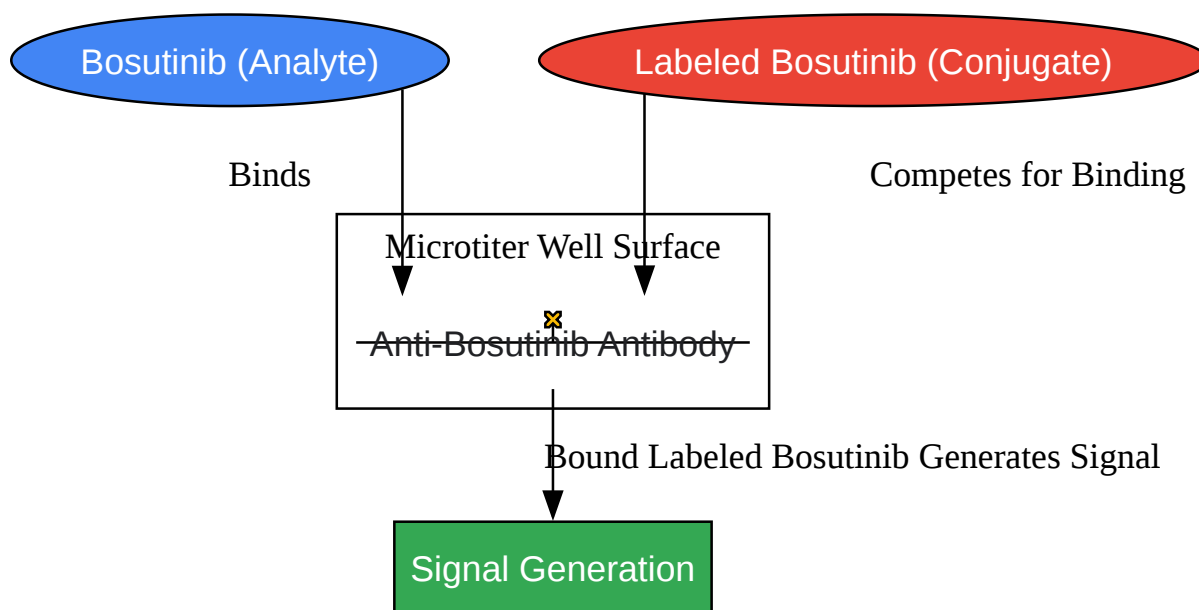 Bosutinib (Analyte)
Labeled Bosutinib (Conjugate)
Binds
Competes for Binding
Microtiter Well Surface
Anti-Bosutinib Antibody
Bound Labeled Bosutinib Generates Signal
Signal Generation